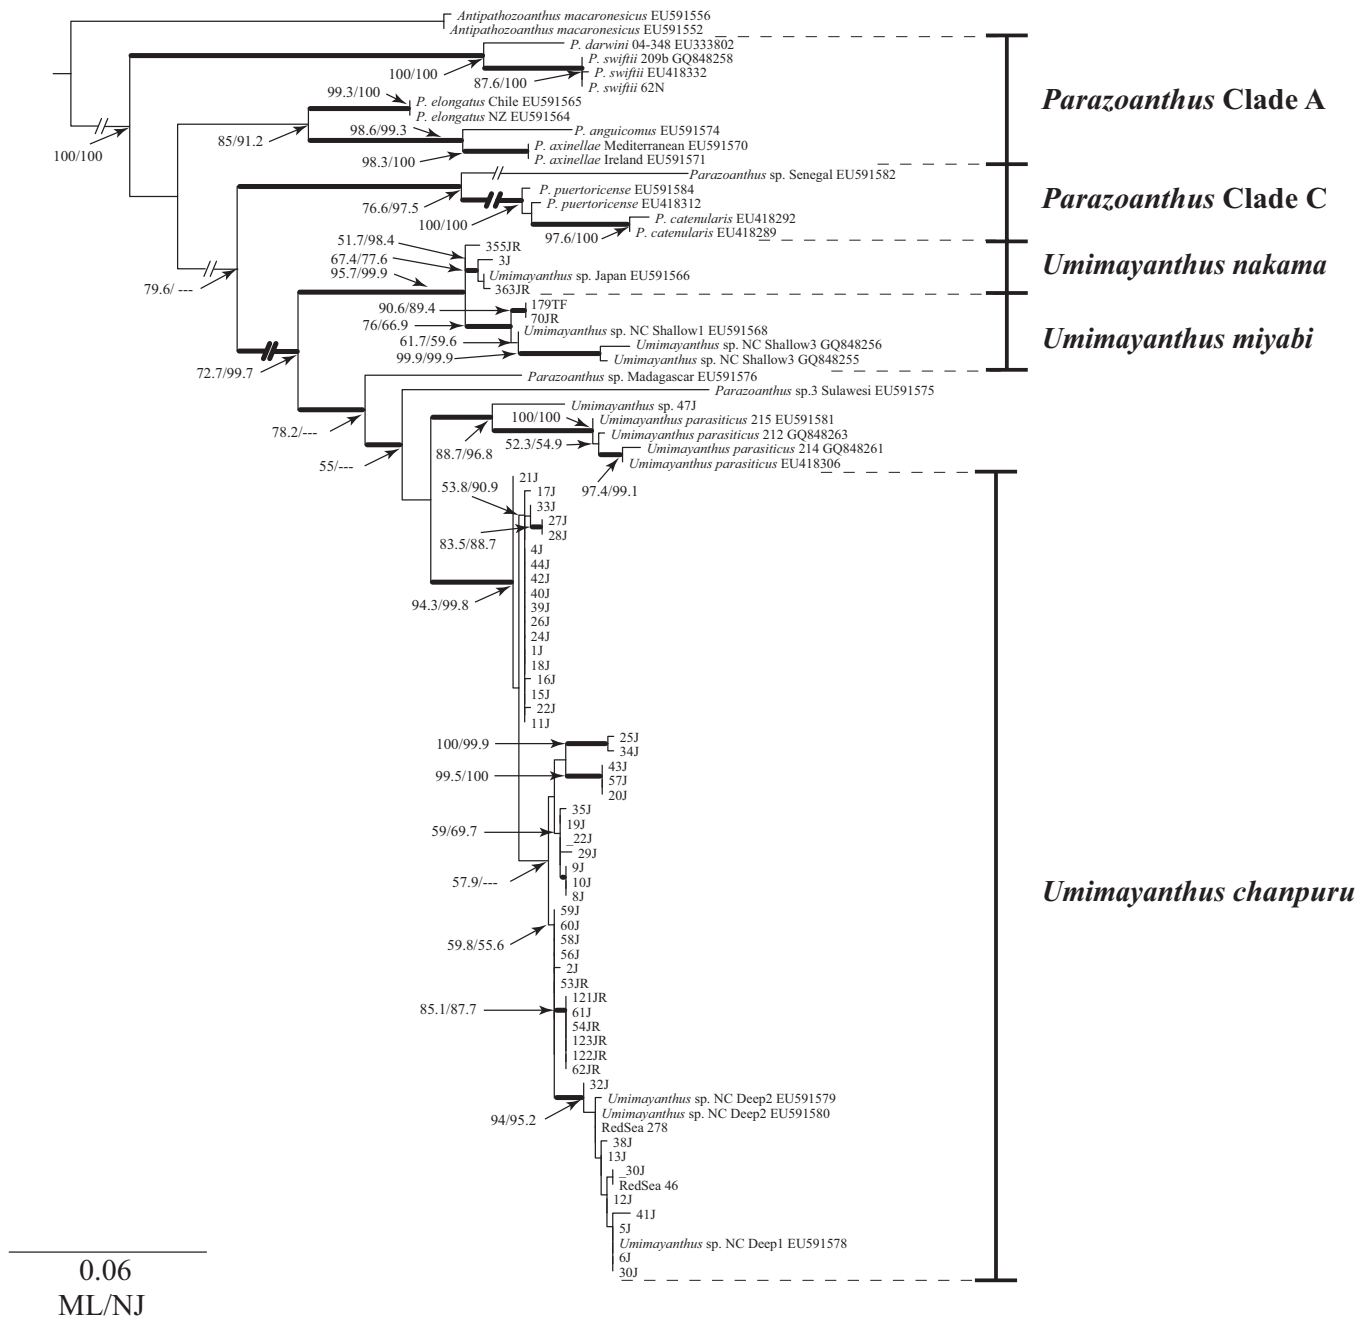 Antipathozoanthus macaronesicus EU591556
Antipathozoanthus macaronesicus EU591552
P. darwini 04-348 EU333802
P. swiftii 209b GQ848258
100/100
P. swiftii EU418332
87.6/100
P. swiftii 62N
99.3/100
P. elongatus Chile EU591565
Parazoanthus Clade A
P. elongatus NZ EU591564
98.6/99.3
P. anguicomus EU591574
85/91.2
P. axinellae Mediterranean EU591570
100/100
98.3/100
P. axinellae Ireland EU591571
Parazoanthus sp. Senegal EU591582
P. puertoricense EU591584
Parazoanthus Clade C
76.6/97.5
P. puertoricense EU418312
P. catenularis EU418292
100/100
P. catenularis EU418289
97.6/100
51.7/98.4
355JR
67.4/77.6
3J
Umimayanthus nakama
95.7/99.9
Umimayanthus sp. Japan EU591566
79.6/ ---
363JR
90.6/89.4
179TF
70JR
76/66.9
Umimayanthus sp. NC Shallow1 EU591568
Umimayanthus miyabi
61.7/59.6
Umimayanthus sp. NC Shallow3 GQ848256
99.9/99.9
Umimayanthus sp. NC Shallow3 GQ848255
72.7/99.7
Parazoanthus sp. Madagascar EU591576
Parazoanthus sp.3 Sulawesi EU591575
Umimayanthus sp. 47J
100/100
Umimayanthus parasiticus 215 EU591581
78.2/---
Umimayanthus parasiticus 212 GQ848263
52.3/54.9
Umimayanthus parasiticus 214 GQ848261
88.7/96.8
Umimayanthus parasiticus EU418306
55/---
97.4/99.1
21J
53.8/90.9
17J
33J
27J
28J
83.5/88.7
4J
44J
42J
40J
94.3/99.8
39J
26J
24J
1J
18J
16J
15J
22J
11J
25J
100/99.9
34J
43J
99.5/100
57J
20J
35J
19J
59/69.7
_22J
29J
9J
57.9/---
10J
8J
59J
60J
58J
59.8/55.6
56J
2J
53JR
121JR
85.1/87.7
61J
54JR
123JR
122JR
62JR
32J
Umimayanthus sp. NC Deep2 EU591579
Umimayanthus sp. NC Deep2 EU591580
94/95.2
RedSea 278
38J
13J
_30J
RedSea 46
12J
41J
5J
Umimayanthus sp. NC Deep1 EU591578
6J
30J
Umimayanthus chanpuru
0.06
ML/NJ